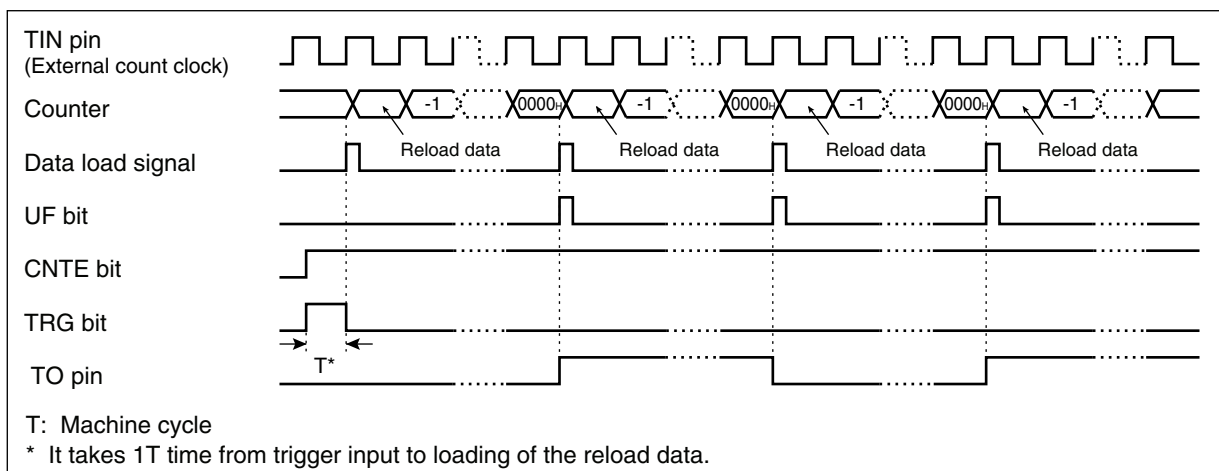 TIN pin
(External count clock)
Counter
-1 0000H -1 0000H -1 0000H -1
Reload data Reload data Reload data Reload data
Data load signal
UF bit
CNTE bit
TRG bit
T*
TO pin
T: Machine cycle
* It takes 1T time from trigger input to loading of the reload data.